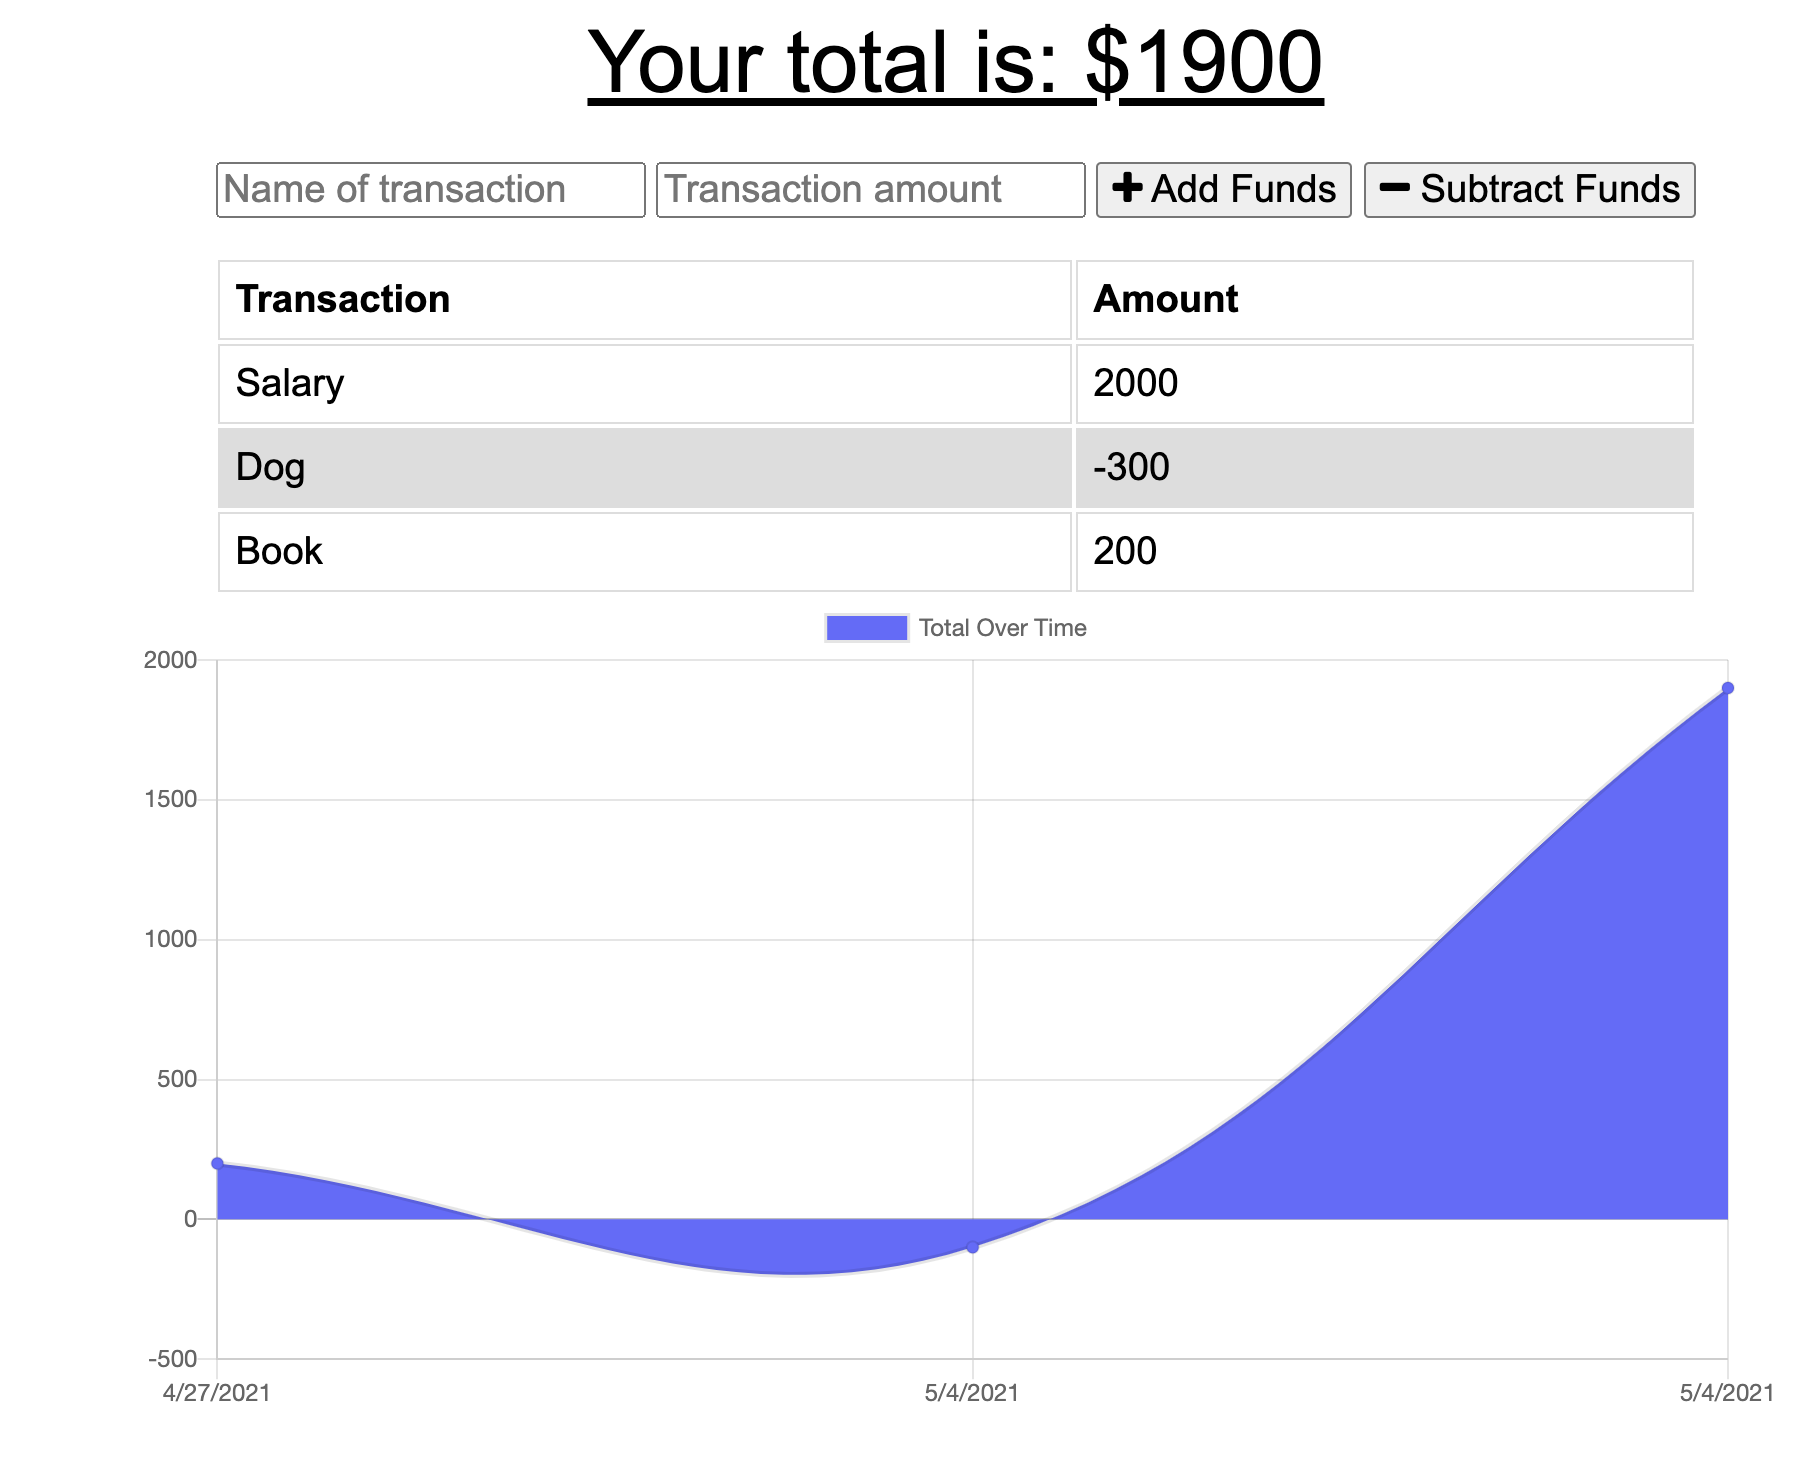 Your total is: $1900
Name of transaction Transaction amount Add Funds Subtract Funds
Transaction Amount
Salary 2000
Dog -300
Book 200
Total Over Time
2000
1500
1000
500
0
-500
4/27/2021 5/4/2021 5/4/2021